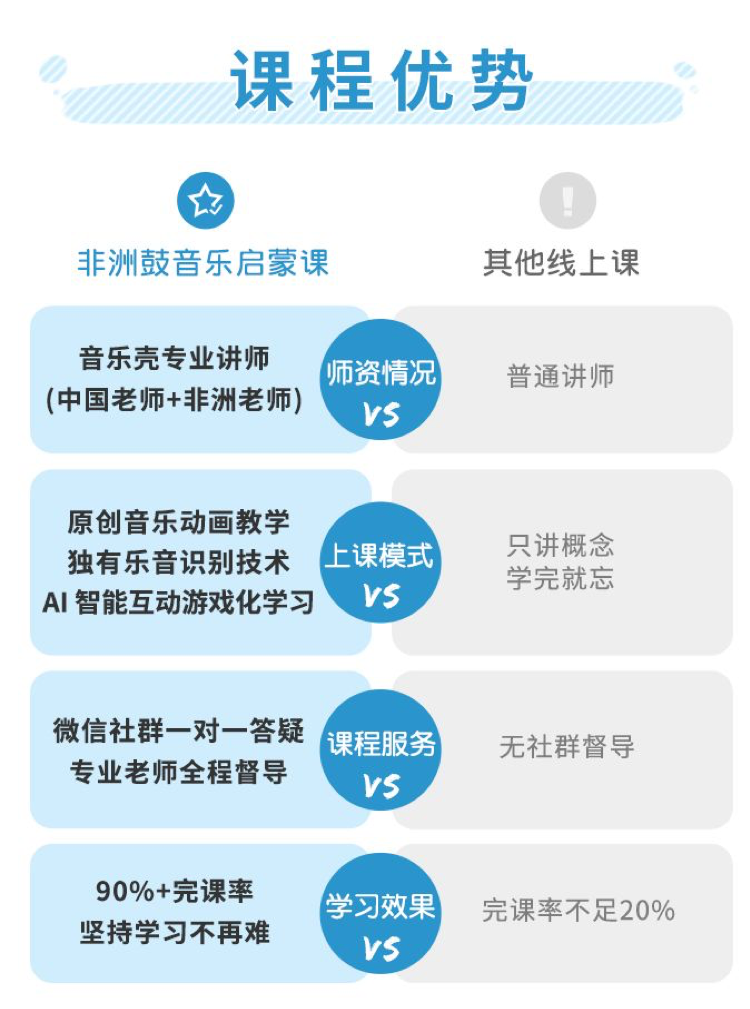 课程优势
非洲鼓音乐启蒙课
其他线上课
音乐壳专业讲师
(中国老师+非洲老师)
师资情况
VS
普通讲师
原创音乐动画教学
独有乐音识别技术
AI 智能互动游戏化学习
上课模式
VS
只讲概念
学完就忘
微信社群一对一答疑
专业老师全程督导
课程服务
VS
无社群督导
90%+完课率
坚持学习不再难
学习效果
VS
完课率不足20%